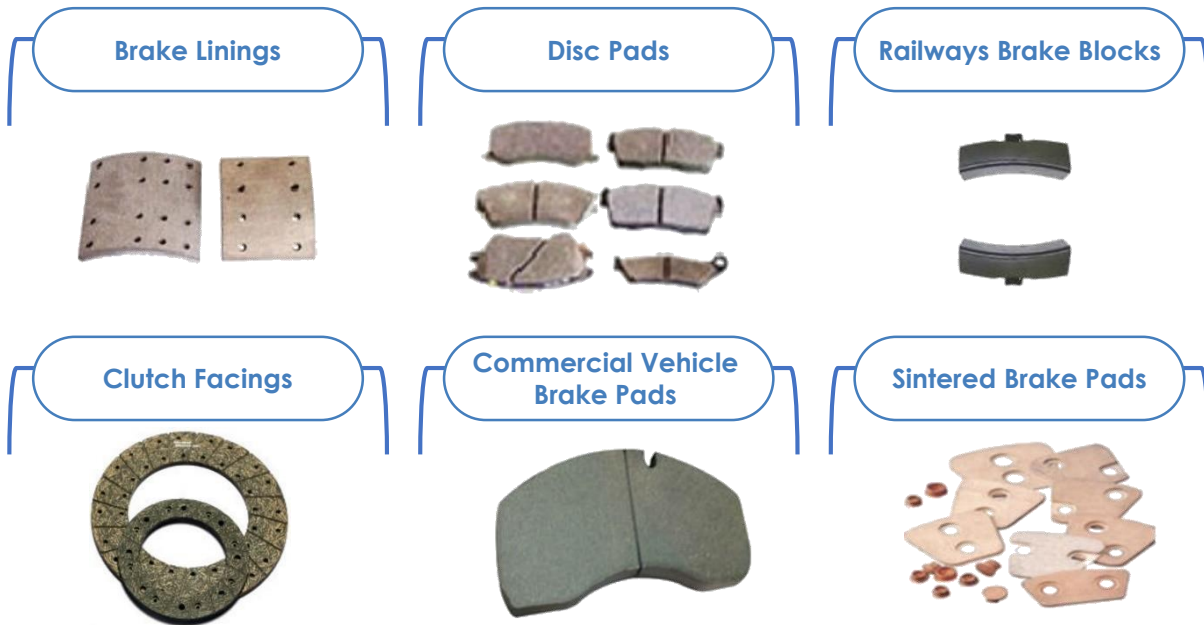 Brake Linings
Disc Pads
Railways Brake Blocks
Clutch Facings
Commercial Vehicle
Brake Pads
Sintered Brake Pads